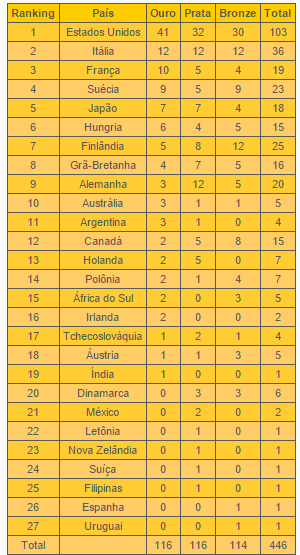 Ranking País Ouro Prata Bronze Total
1 Estados Unidos 41 32 30 103
2 Itália 12 12 12 36
3 França 10 5 4 19
4 Suécia 9 5 9 23
5 Japão 7 7 4 18
6 Hungria 6 4 5 15
7 Finlândia 5 8 12 25
8 Grã-Bretanha 4 7 5 16
9 Alemanha 3 12 5 20
10 Austrália 3 1 1 5
11 Argentina 3 1 0 4
12 Canadá 2 5 8 15
13 Holanda 2 5 0 7
14 Polônia 2 1 4 7
15 África do Sul 2 0 3 5
16 Irlanda 2 0 0 2
17 Tchecoslováquia 1 2 1 4
18 Áustria 1 1 3 5
19 Índia 1 0 0 1
20 Dinamarca 0 3 3 6
21 México 0 2 0 2
22 Letônia 0 1 0 1
23 Nova Zelândia 0 1 0 1
24 Suíça 0 1 0 1
25 Filipinas 0 1 0 1
26 Espanha 0 0 1 1
27 Uruguai 0 0 1 1
Total 116 116 114 446